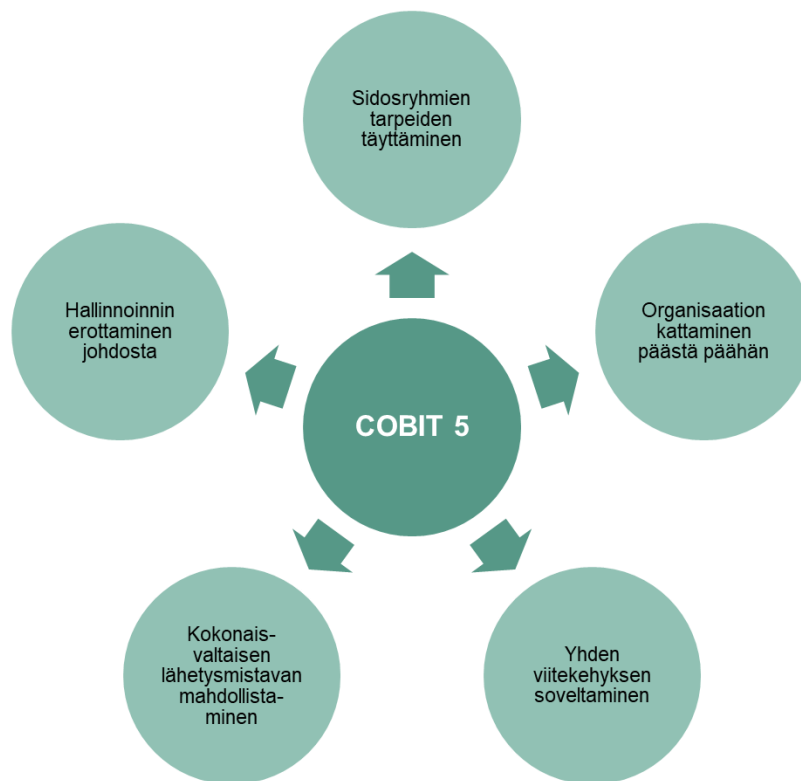 Sidosryhmien
tarpeiden
täyttäminen
Organisaation
kattaminen
päästä päähän
Yhden
viitekehyksen
soveltaminen
Kokonais-
valtaisen
lähetysmistavan
mahdollista-
minen
Hallinnoinnin
erottaminen
johdosta
COBIT 5